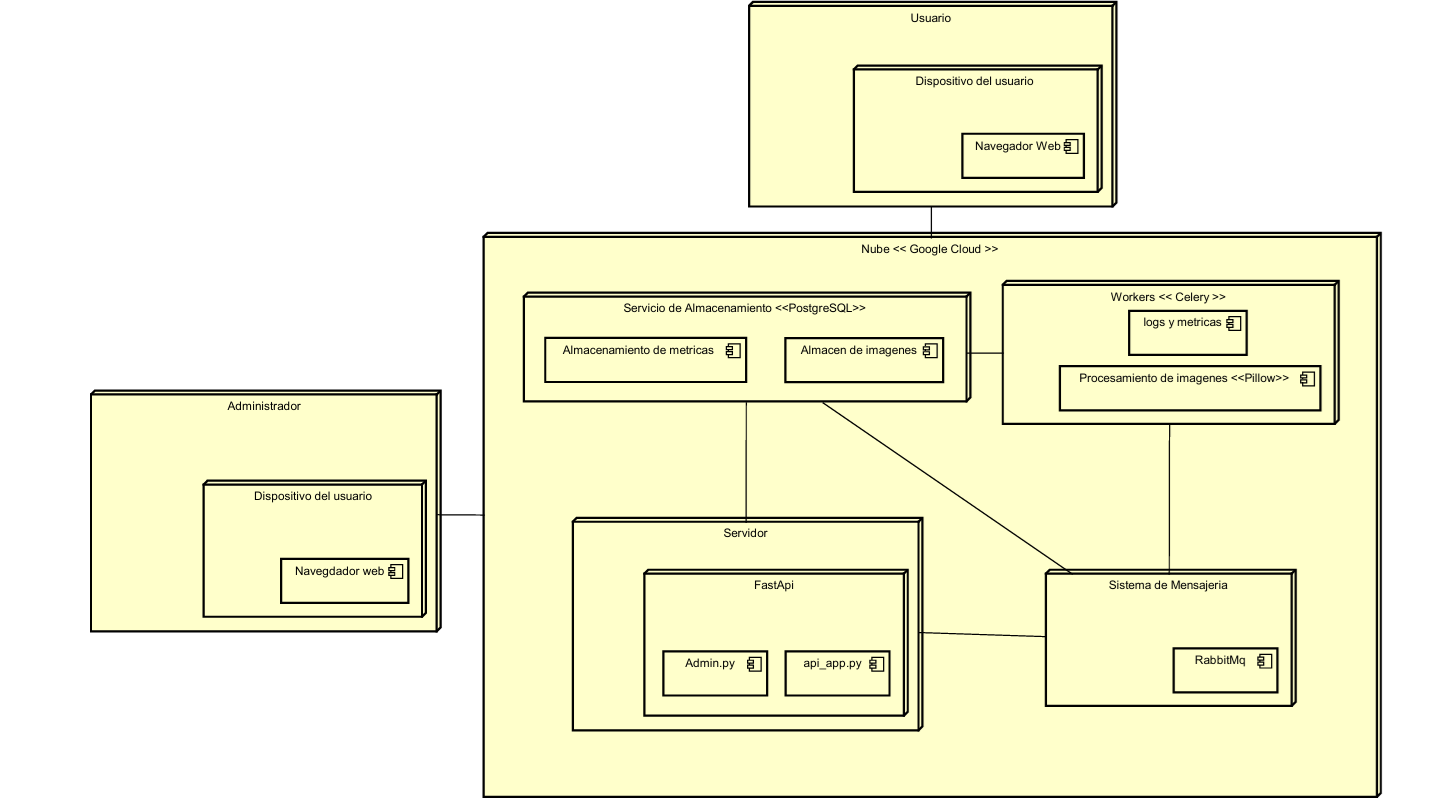 Usuario
Dispositivo del usuario
Navegador Web
Nube << Google Cloud >>
Servicio de Almacenamiento <<PostgreSQL>>
Almacenamiento de metricas
Almacen de imagenes
Workers << Celery >>
logs y metricas
Procesamiento de imagenes <<Pillow>>
Administrador
Dispositivo del usuario
Navegdador web
Servidor
FastApi
Admin.py
api_app.py
Sistema de Mensajeria
RabbitMq